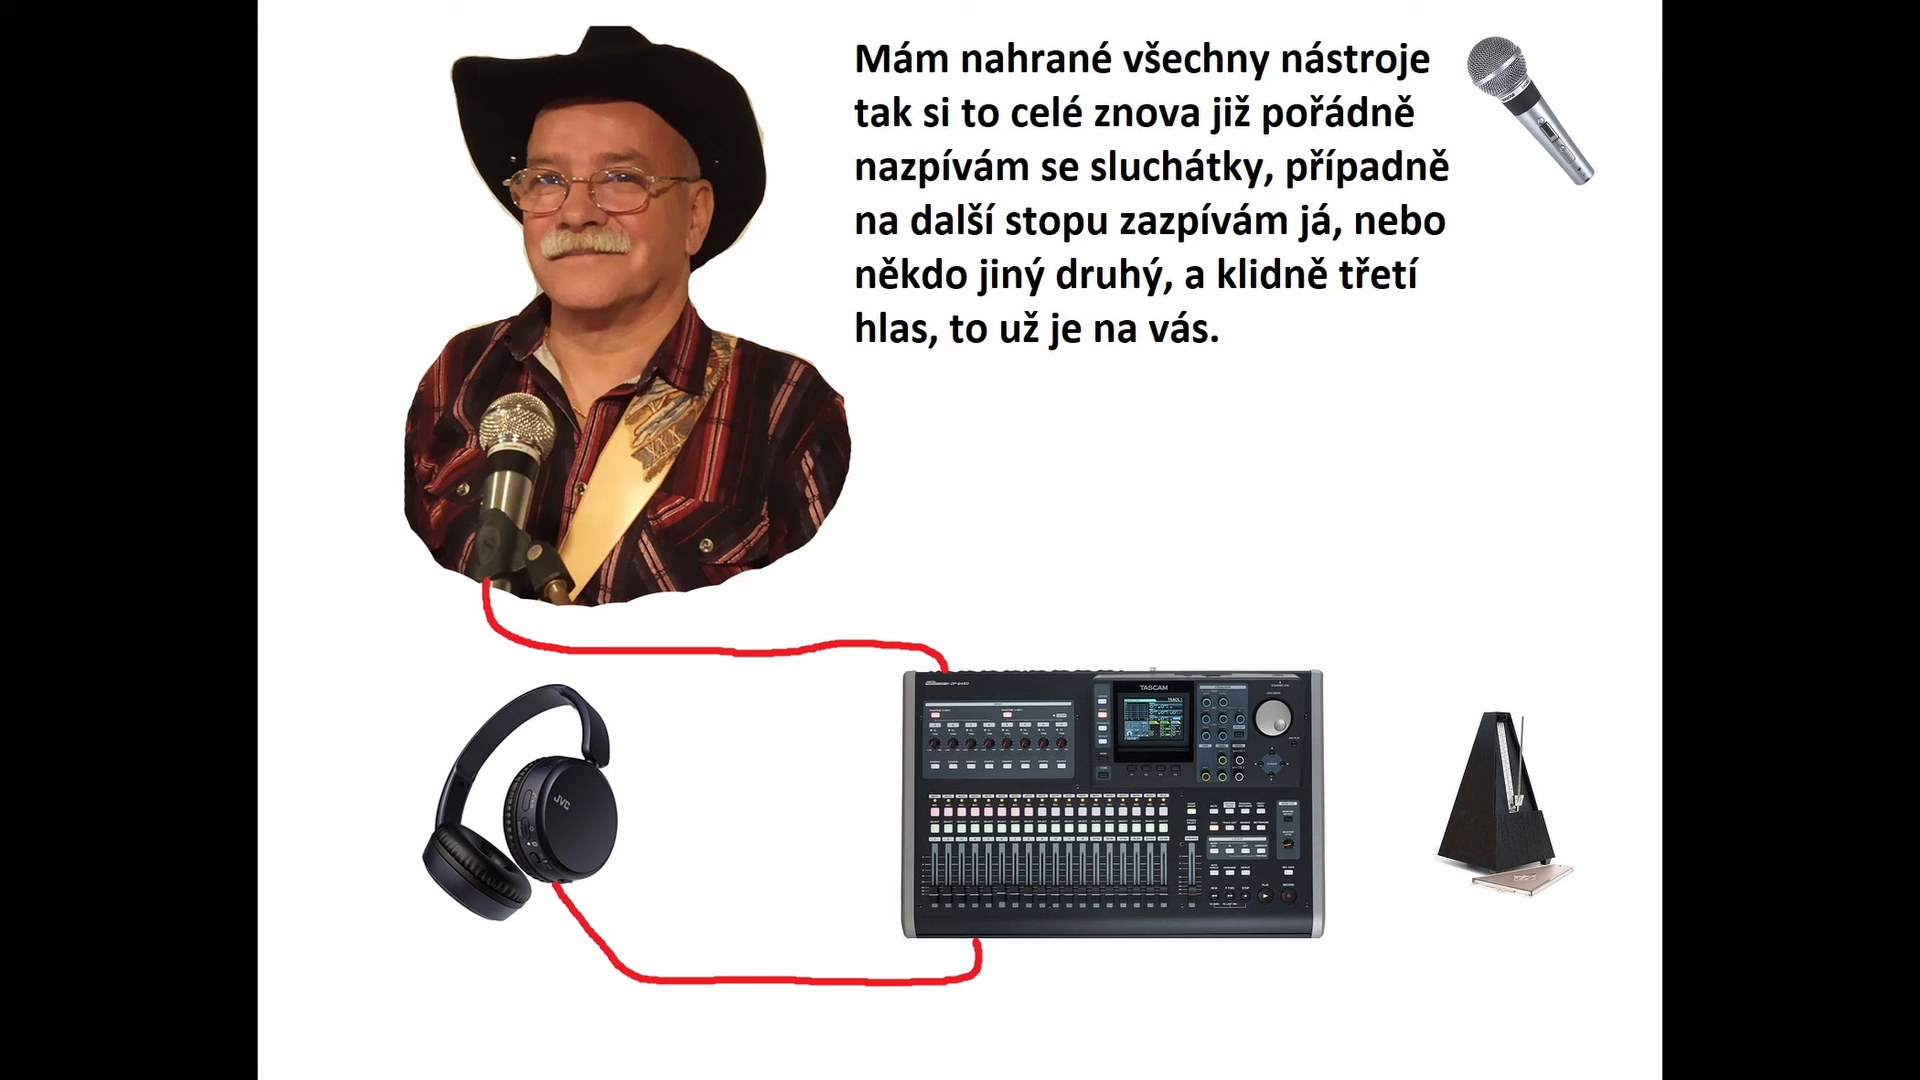 Mám nahrané všechny nástroje
tak si to celé znova již pořádně
nazpívám se sluchátky, případně
na další stopu zazpívám já, nebo
někdo jiný druhý, a klidně třetí
hlas, to už je na vás.
TASCAM
JVC